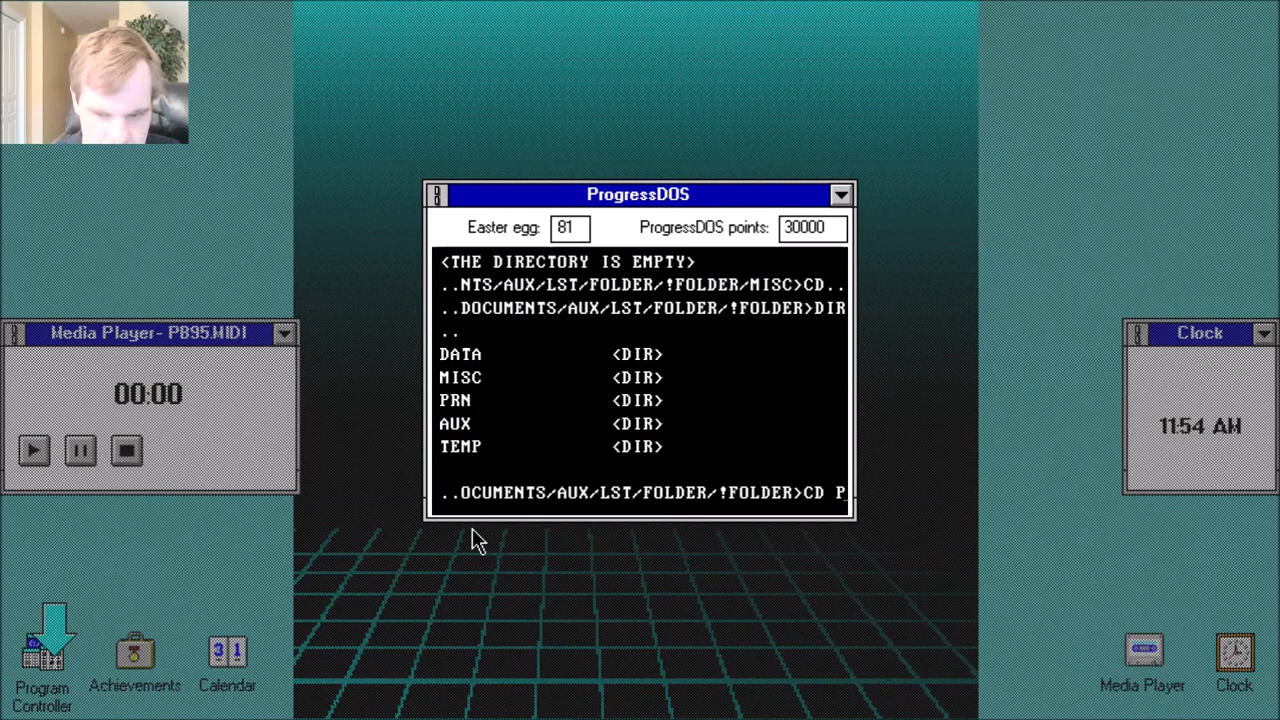 ProgressDOS
Easter egg: 81 ProgressDOS points: 30000
<THE DIRECTORY IS EMPTY>
..NTS/AUX/LST/FOLDER/!FOLDER/MISC>CD..
..DOCUMENTS/AUX/LST/FOLDER/!FOLDER>DIR
..
DATA <DIR>
MISC <DIR>
PRN <DIR>
AUX <DIR>
TEMP <DIR>
..OCUMENTS/AUX/LST/FOLDER/!FOLDER>CD P_
Media Player- PB95.MIDI
00:00
Clock
11:54 AM
Program
Controller
Achievements
31
Calendar
Media Player
Clock